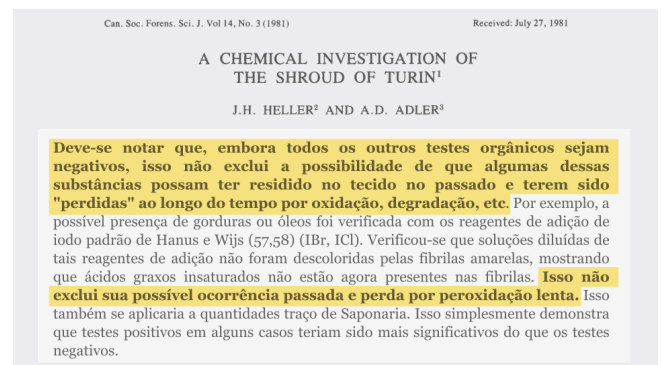 Can. Soc. Forens. Sci. J. Vol 14, No. 3 (1981)
Received: July 27, 1981
A CHEMICAL INVESTIGATION OF
THE SHROUD OF TURIN¹
J.H. HELLER² AND A.D. ADLER³
Deve-se notar que, embora todos os outros testes orgânicos sejam
negativos, isso não exclui a possibilidade de que algumas dessas
substâncias possam ter residido no tecido no passado e terem sido
"perdidas" ao longo do tempo por oxidação, degradação, etc. Por exemplo, a
possível presença de gorduras ou óleos foi verificada com os reagentes de adição de
iodo padrão de Hanus e Wijs (57,58) (IBr, ICl). Verificou-se que soluções diluídas de
tais reagentes de adição não foram descoloridas pelas fibrilas amarelas, mostrando
que ácidos graxos insaturados não estão agora presentes nas fibrilas. Isso não
exclui sua possível ocorrência passada e perda por peroxidação lenta. Isso
também se aplicaria a quantidades traço de Saponaria. Isso simplesmente demonstra
que testes positivos em alguns casos teriam sido mais significativos do que os testes
negativos.